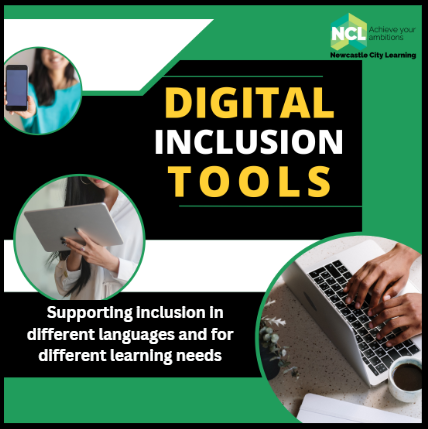 NCL
Achieve your
ambitions
Newcastle City Learning
DIGITAL
INCLUSION
TOOLS
Supporting inclusion in
different languages and for
different learning needs